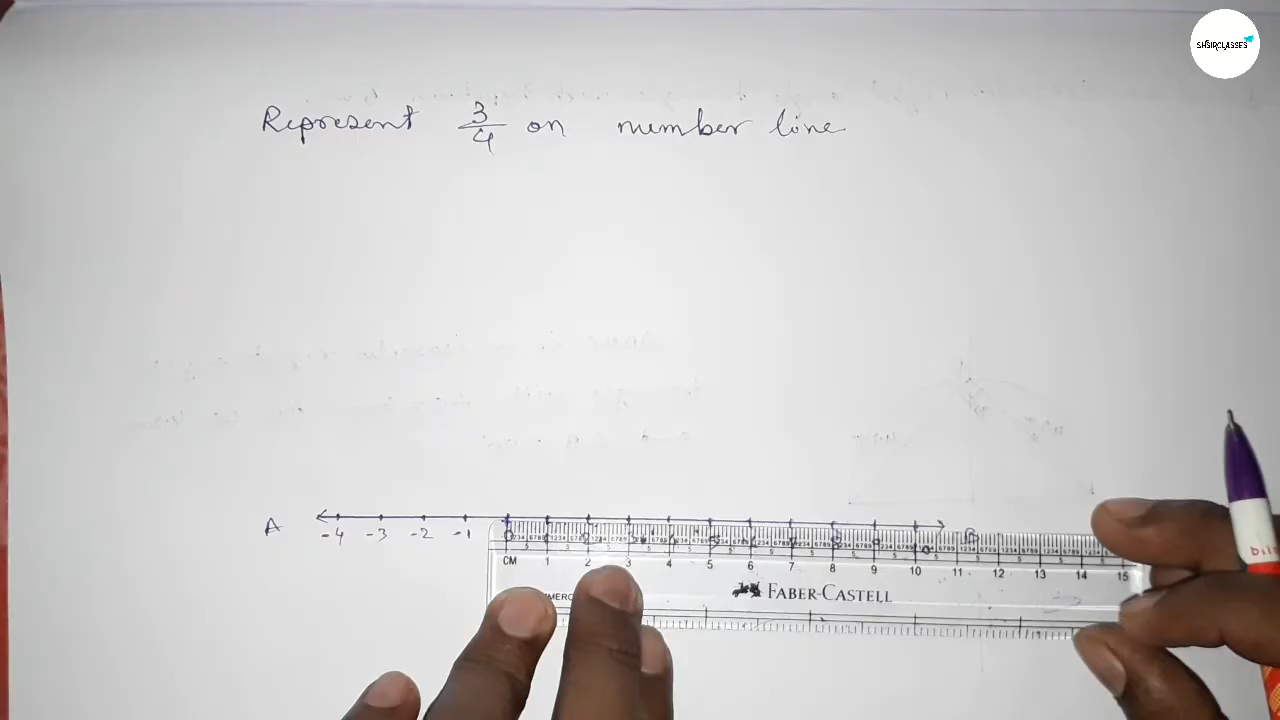 SHSIRCLASSES
Represent 3/4 on number line
A -4 -3 -2 -1 0 B
CM 1 2 3 4 5 6 7 8 9 10 11 12 13 14 15
FABER-CASTELL